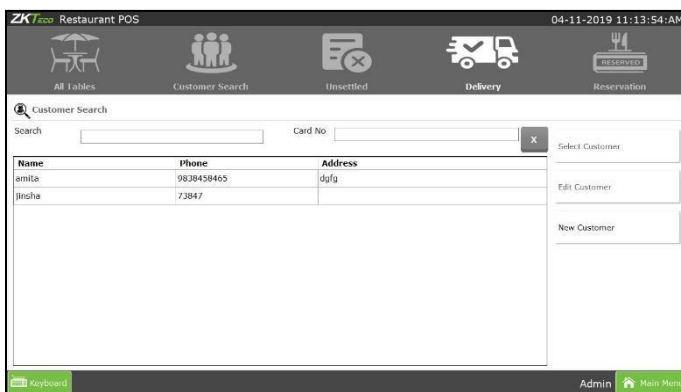 ZKTeco Restaurant POS 04-11-2019 11:13:54:AM
All Tables Customer Search Unsettled Delivery RESERVED Reservation
Customer Search
Search Card No x
Select Customer
Name Phone Address
amita 9838458465 dgfg
Edit Customer
jinsha 73847
New Customer
Keyboard Admin Main Menu